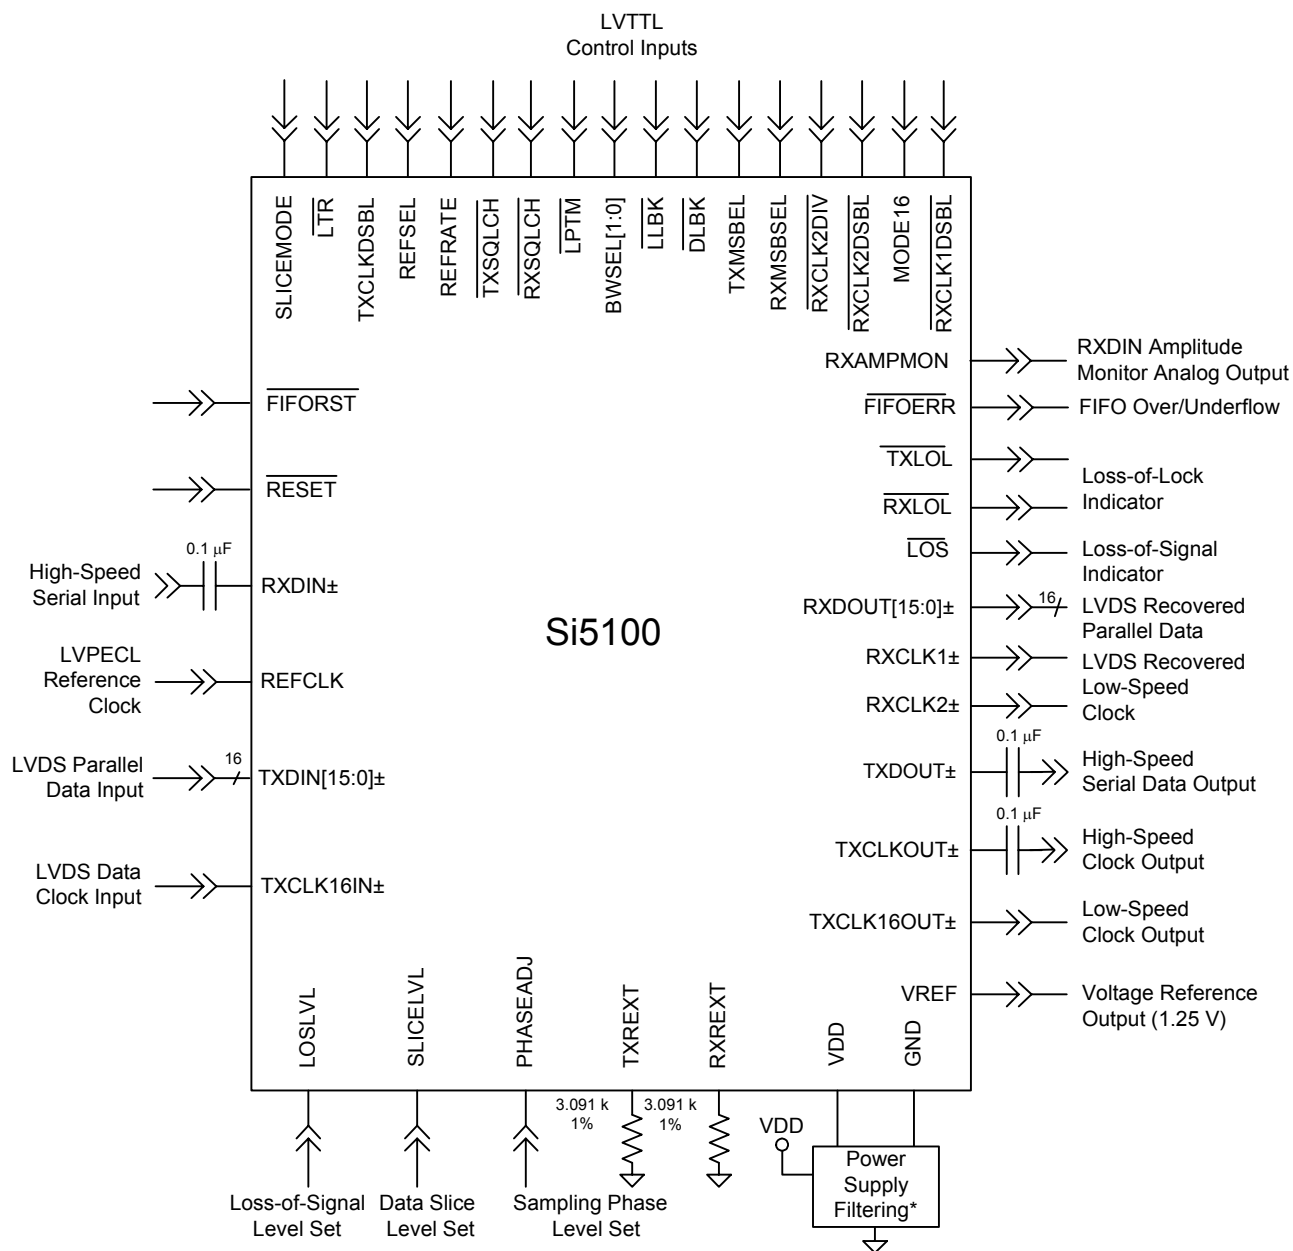 LVTTL
Control Inputs
SLICEMODE
LTR
TXCLKDSBL
REFSEL
REFRATE
TXSQLCH
RXSQLCH
LPTM
BWSEL[1:0]
LLBK
DLBK
TXMSBEL
RXMSBSEL
RXCLK2DIV
RXCLK2DSBL
MODE16
RXCLK1DSBL
FIFORST
RESET
High-Speed
Serial Input
0.1 μF
RXDIN±
LVPECL
Reference
Clock
REFCLK
LVDS Parallel
Data Input
16
TXDIN[15:0]±
LVDS Data
Clock Input
TXCLK16IN±
Si5100
RXAMPMON
RXDIN Amplitude
Monitor Analog Output
FIFOERR
FIFO Over/Underflow
TXLOL
RXLOL
Loss-of-Lock
Indicator
LOS
Loss-of-Signal
Indicator
RXDOUT[15:0]±
16
LVDS Recovered
Parallel Data
RXCLK1±
RXCLK2±
LVDS Recovered
Low-Speed
Clock
TXDOUT±
0.1 μF
High-Speed
Serial Data Output
TXCLKOUT±
0.1 μF
High-Speed
Clock Output
TXCLK16OUT±
Low-Speed
Clock Output
VREF
Voltage Reference
Output (1.25 V)
LOSLVL
SLICELVL
PHASEADJ
TXREXT
RXREXT
VDD
GND
Loss-of-Signal
Level Set
Data Slice
Level Set
Sampling Phase
Level Set
3.091 k
1%
3.091 k
1%
VDD
Power
Supply
Filtering*